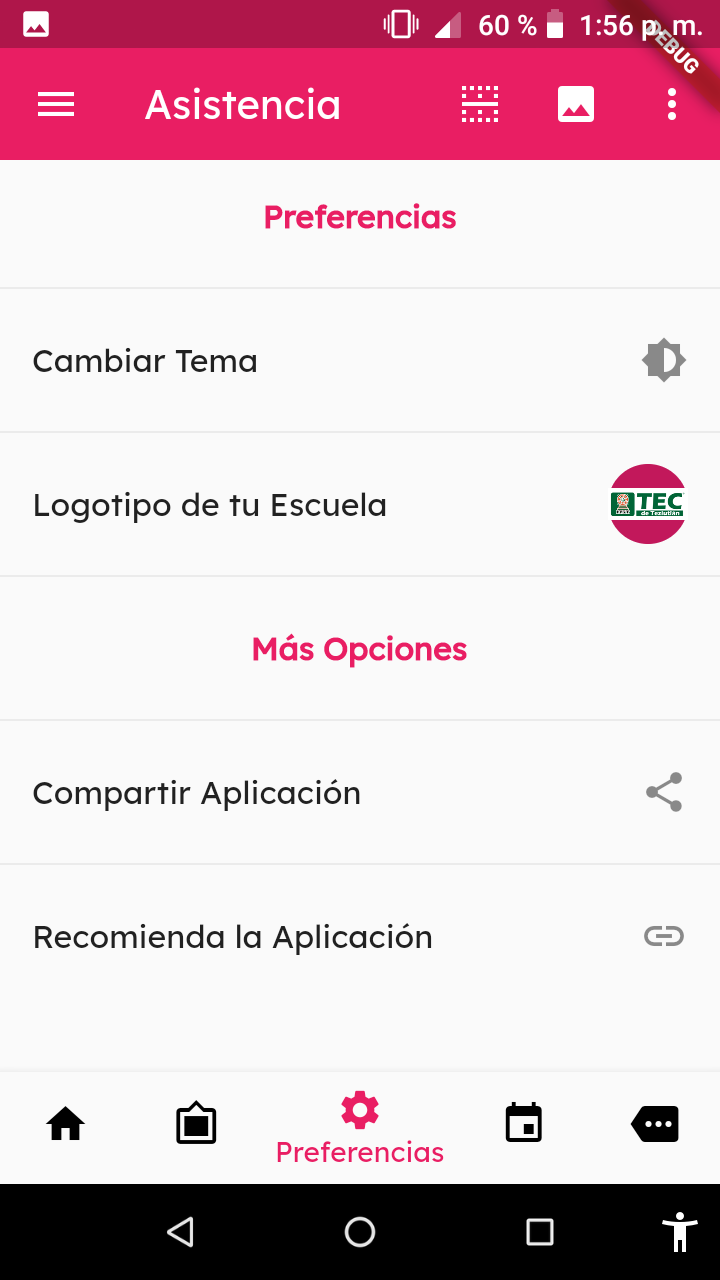 60 % 1:56 p. m.
DEBUG
Asistencia
Preferencias
Cambiar Tema
Logotipo de tu Escuela
TEC
de Teziutlán
Más Opciones
Compartir Aplicación
Recomienda la Aplicación
Preferencias